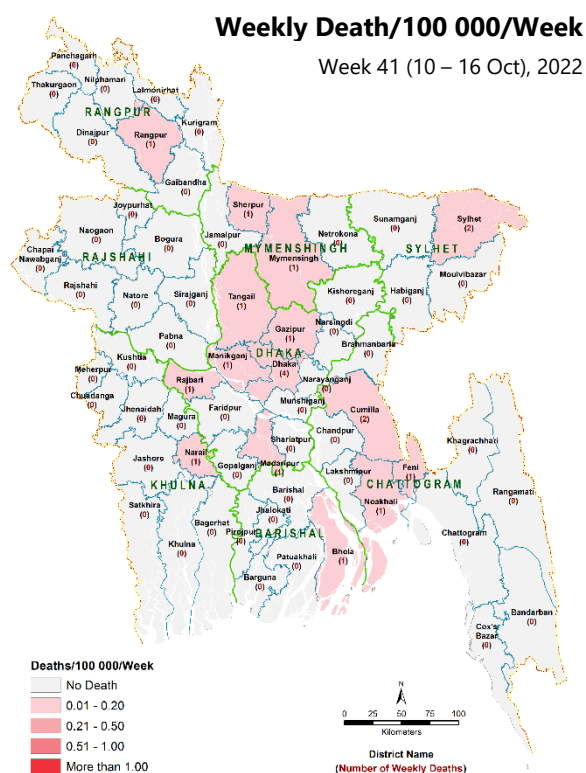 Weekly Death/100 000/Week
Week 41 (10 – 16 Oct), 2022
Panchagarh
(0)
Thakurgaon
(0)
Nilphamari
(0)
Lalmonirhat
(0)
RANGPUR
Kurigram
(0)
Dinajpur
(0)
Rangpur
(1)
Gaibandha
(0)
Joypurhat
(0)
Naogaon
(0)
Bogura
(0)
Jamalpur
(0)
Sherpur
(1)
Netrokona
(0)
Sunamganj
(0)
Sylhet
(2)
MYMENSHINGH
Mymensingh
(1)
SYLHET
Chapai
Nawabganj
(0)
RAJSHAHI
Rajshahi
(0)
Natore
(0)
Sirajganj
(0)
Tangail
(1)
Kishoreganj
(0)
Habiganj
(0)
Moulvibazar
(0)
Pabna
(0)
Gazipur
(1)
Narsingdi
(0)
Brahmanbaria
(0)
Kushtia
(0)
Meherpur
(0)
Chuadanga
(0)
Manikganj
(1)
DHAKA
Dhaka
(4)
Narayanganj
(0)
Rajbari
(1)
Jhenaidah
(0)
Magura
(0)
Faridpur
(0)
Munshiganj
(0)
Cumilla
(2)
Chandpur
(0)
Khagrachhari
(0)
Jashore
(0)
Narail
(1)
Gopalganj
(0)
Shariatpur
(0)
Madaripur
(1)
Lakshmipur
(0)
Feni
(1)
CHATTOGRAM
Noakhali
(1)
Rangamati
(0)
KHULNA
Satkhira
(0)
Khulna
(0)
Bagerhat
(0)
Barishal
(0)
Jhalokati
(0)
Pirojpur
(0)
BARISHAL
Patuakhali
(0)
Barguna
(0)
Bhola
(1)
Chattogram
(0)
Bandarban
(0)
Cox's
Bazar
(0)
Deaths/100 000/Week
No Death
0.01 - 0.20
0.21 - 0.50
0.51 - 1.00
More than 1.00
N
0 25 50 75 100
Kilometers
District Name
(Number of Weekly Deaths)